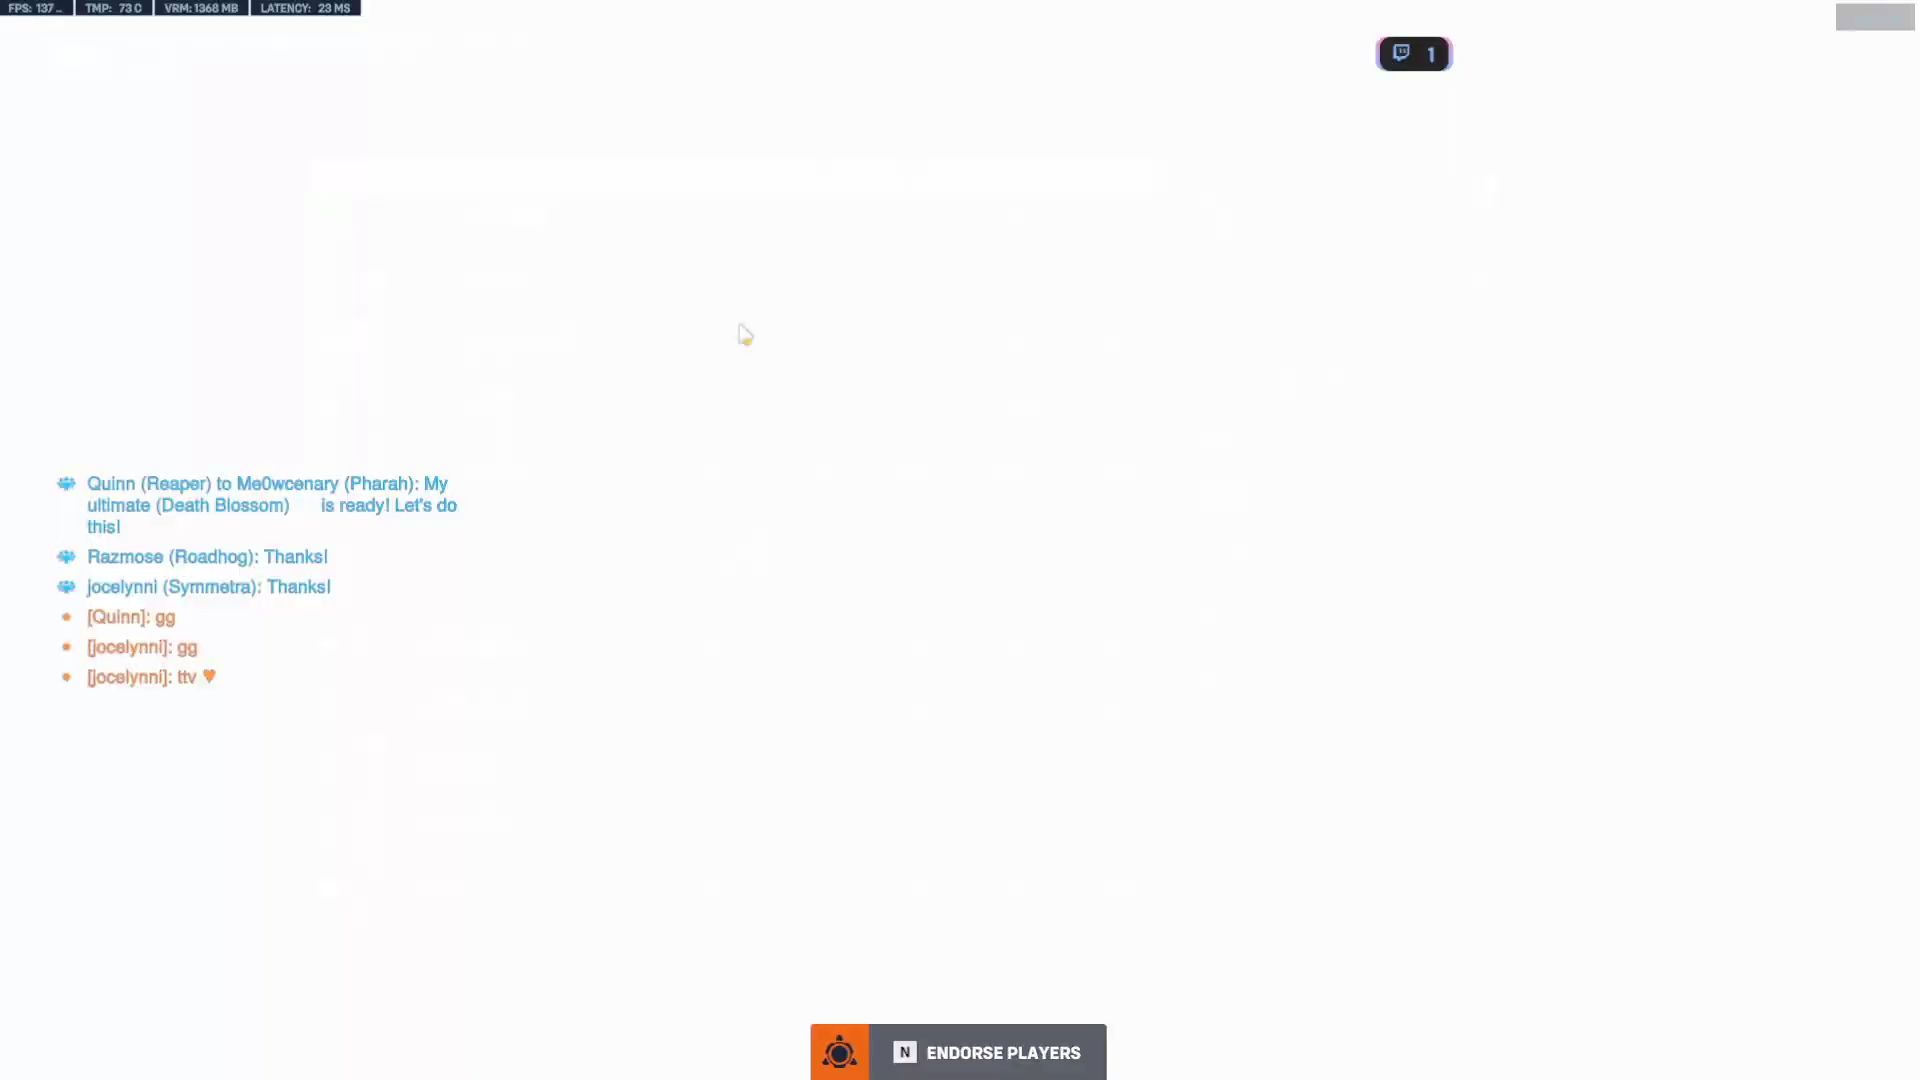 FPS: 137 ... TMP: 73 C VRM: 1368 MB LATENCY: 23 MS
1
Quinn (Reaper) to Me0wcenary (Pharah): My
ultimate (Death Blossom) is ready! Let's do
this!
Razmose (Roadhog): Thanks!
jocelynni (Symmetra): Thanks!
[Quinn]: gg
[jocelynni]: gg
[jocelynni]: ttv ♥
N ENDORSE PLAYERS